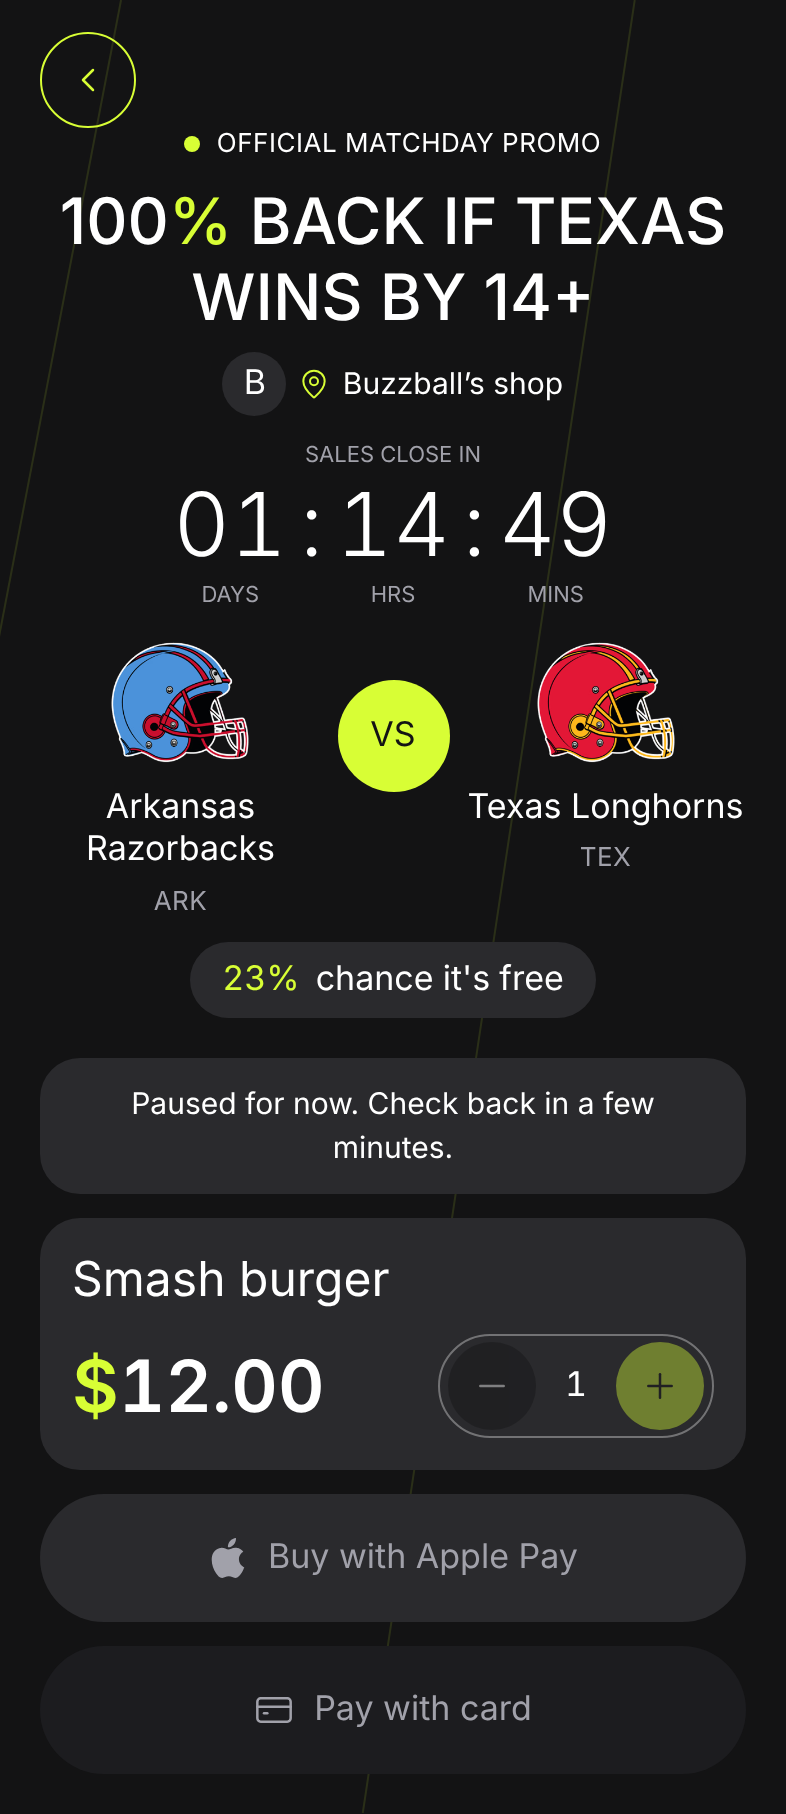 OFFICIAL MATCHDAY PROMO
100% BACK IF TEXAS
WINS BY 14+
B Buzzball’s shop
SALES CLOSE IN
01 : 14 : 49
DAYS HRS MINS
VS
Arkansas
Razorbacks
ARK
Texas Longhorns
TEX
23% chance it's free
Paused for now. Check back in a few
minutes.
Smash burger
$12.00
1
Buy with Apple Pay
Pay with card